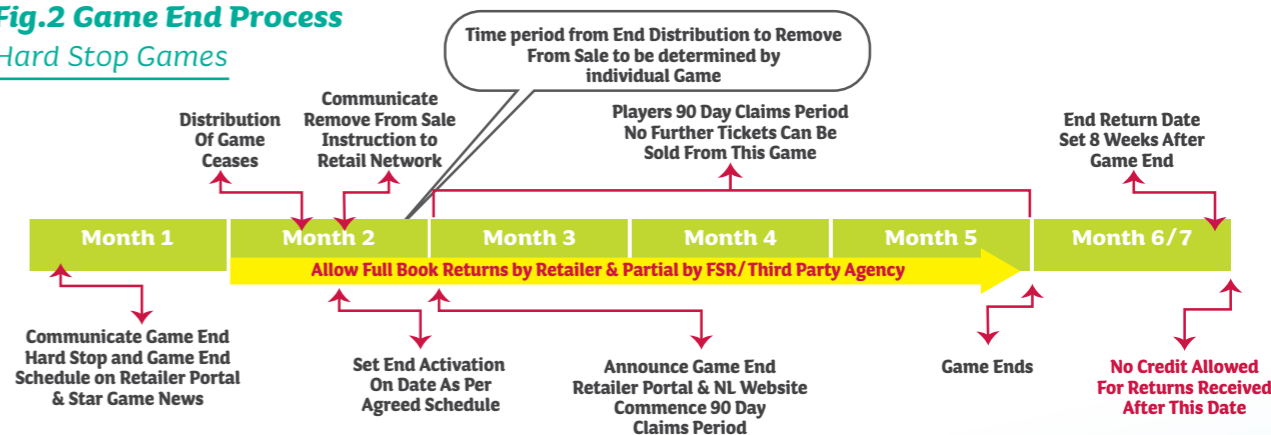 Fig.2 Game End Process
Hard Stop Games
Time period from End Distribution to Remove
From Sale to be determined by
individual Game
Distribution
Of Game
Ceases
Communicate
Remove From Sale
Instruction to
Retail Network
Players 90 Day Claims Period
No Further Tickets Can Be
Sold From This Game
End Return Date
Set 8 Weeks After
Game End
Month 1
Month 2
Month 3
Month 4
Month 5
Month 6/7
Allow Full Book Returns by Retailer & Partial by FSR/Third Party Agency
Communicate Game End
Hard Stop and Game End
Schedule on Retailer Portal
& Star Game News
Set End Activation
On Date As Per
Agreed Schedule
Announce Game End
Retailer Portal & NL Website
Commence 90 Day
Claims Period
Game Ends
No Credit Allowed
For Returns Received
After This Date